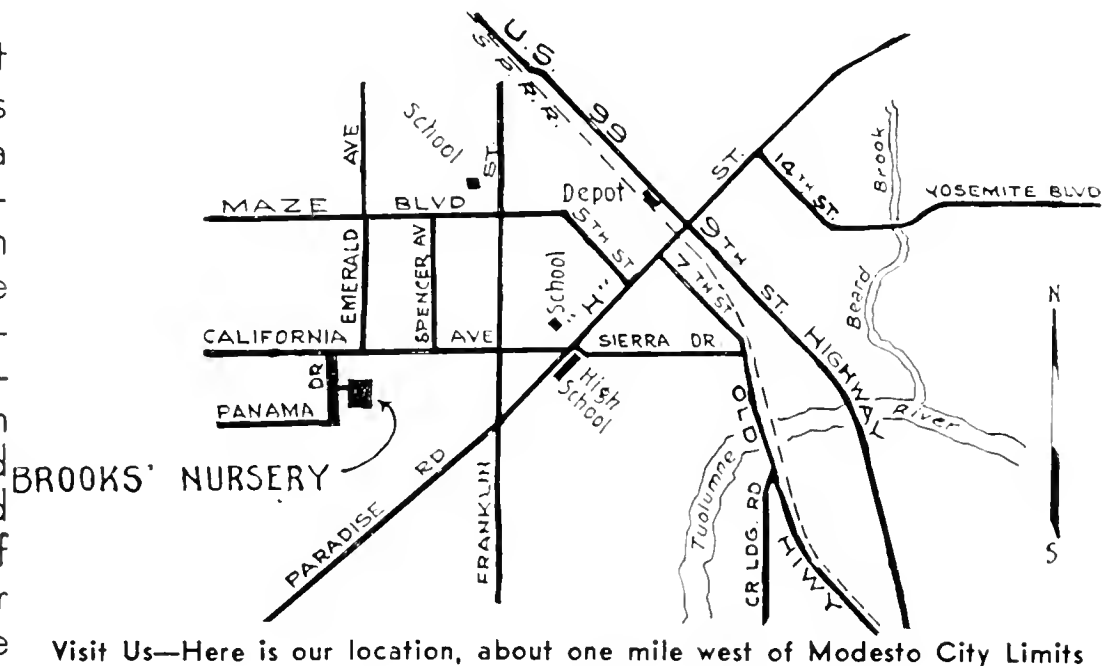 U.S. 99
S. P. R. R.
School
AVE
ST.
ST.
14TH ST.
Brook
YOSEMITE BLVD
MAZE BLVD
Depot
5TH ST
9TH ST. HIGHWAY
EMERALD
SPENCER AV
School
"H"
7TH ST
Beard
N
CALIFORNIA AVE
SIERRA DR
DR
High
School
PANAMA
OLD HIWY
River
BROOKS' NURSERY
RD
PARADISE
FRANKLIN
Tuolumne
CR LDG. RD
S
Visit Us—Here is our location, about one mile west of Modesto City Limits